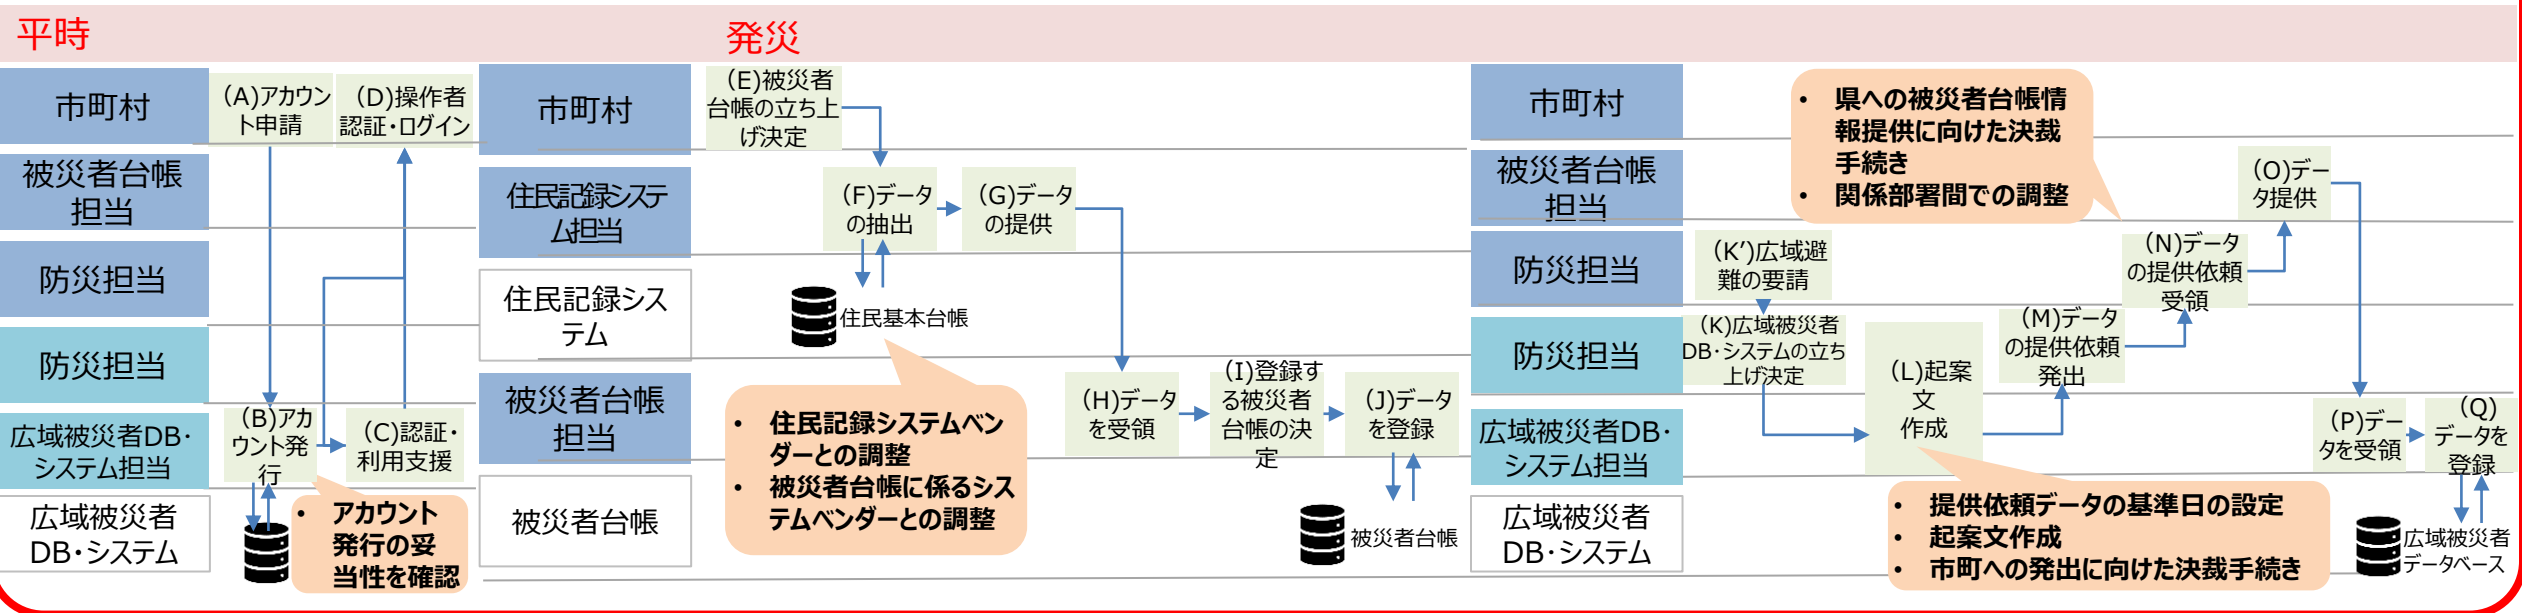 平時
発災
市町村
被災者台帳
担当
防災担当
防災担当
広域被災者DB・
システム担当
広域被災者
DB・システム
(A)アカウン
ト申請
(D)操作者
認証・ログイン
(B)アカ
ウント発
行
(C)認証・
利用支援
• アカウント
発行の妥
当性を確認
市町村
住民記録システ
ム担当
住民記録シス
テム
被災者台帳
担当
被災者台帳
(E)被災者
台帳の立ち上
げ決定
(F)データ
の抽出
(G)データ
の提供
住民基本台帳
• 住民記録システムベン
ダーとの調整
• 被災者台帳に係るシス
テムベンダーとの調整
(H)データ
を受領
(I)登録す
る被災者
台帳の決
定
(J)データ
を登録
被災者台帳
市町村
被災者台帳
担当
防災担当
防災担当
広域被災者DB・
システム担当
広域被災者
DB・システム
• 県への被災者台帳情
報提供に向けた決裁
手続き
• 関係部署間での調整
(K’)広域避
難の要請
(K)広域被災者
DB・システムの立ち
上げ決定
(L)起案
文
作成
(M)データ
の提供依頼
発出
(N)データ
の提供依頼
受領
(O)デー
タ提供
(P)デー
タを受領
(Q)
データを
登録
• 提供依頼データの基準日の設定
• 起案文作成
• 市町への発出に向けた決裁手続き
広域被災者
データベース